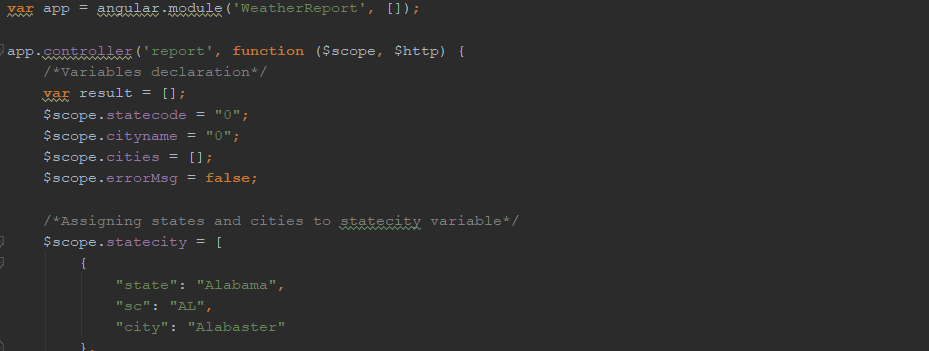 var app = angular.module('WeatherReport', []);
app.controller('report', function ($scope, $http) {
/*Variables declaration*/
var result = [];
$scope.statecode = "0";
$scope.cityname = "0";
$scope.cities = [];
$scope.errorMsg = false;
/*Assigning states and cities to statecity variable*/
$scope.statecity = [
{
"state": "Alabama",
"sc": "AL",
"city": "Alabaster"
},